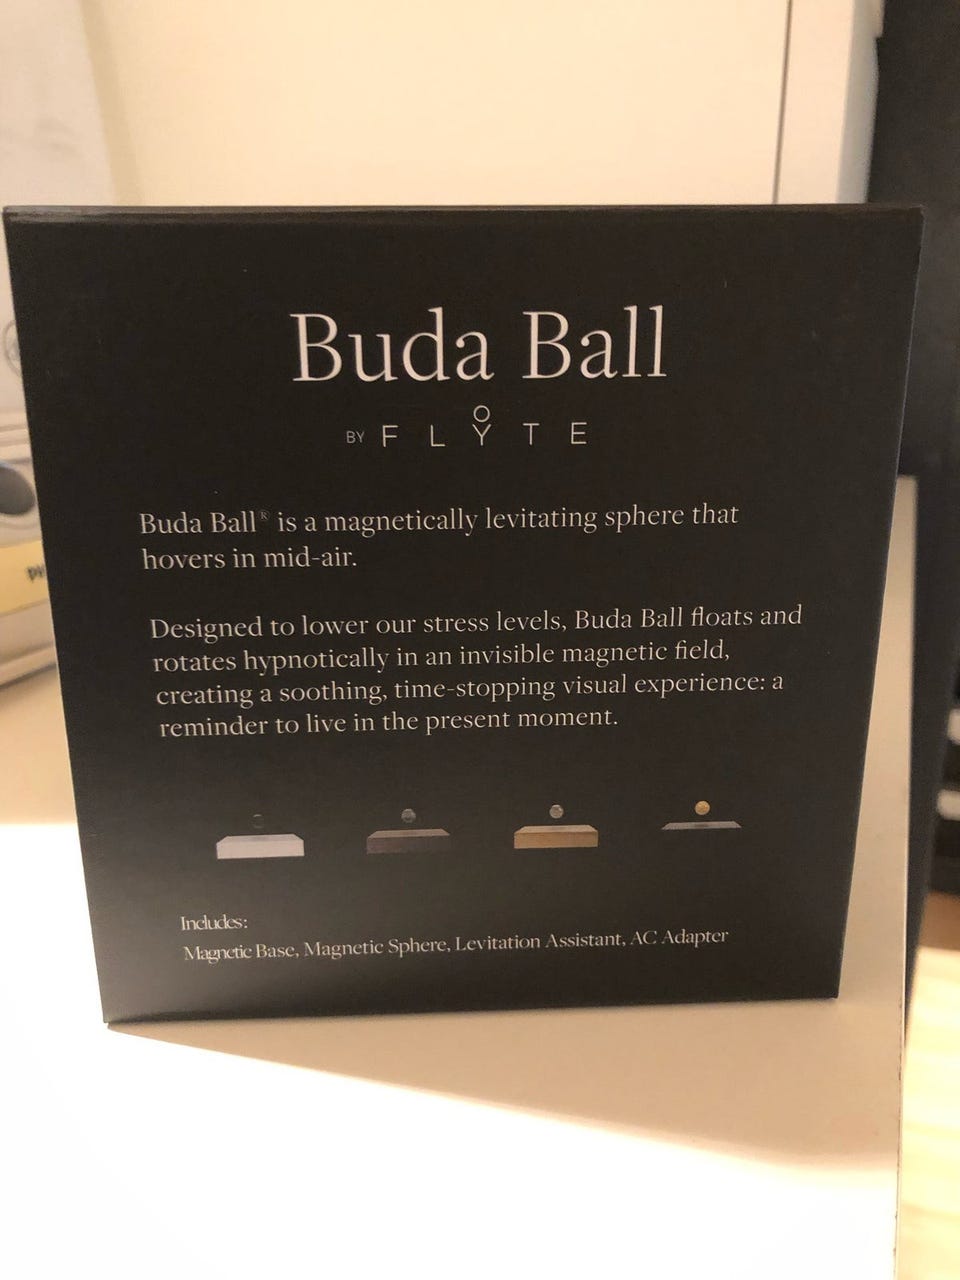 Buda Ball
BY FLYTE
Buda Ball® is a magnetically levitating sphere that
hovers in mid-air.
Designed to lower our stress levels, Buda Ball floats and
rotates hypnotically in an invisible magnetic field,
creating a soothing, time-stopping visual experience: a
reminder to live in the present moment.
Includes:
Magnetic Base, Magnetic Sphere, Levitation Assistant, AC Adapter